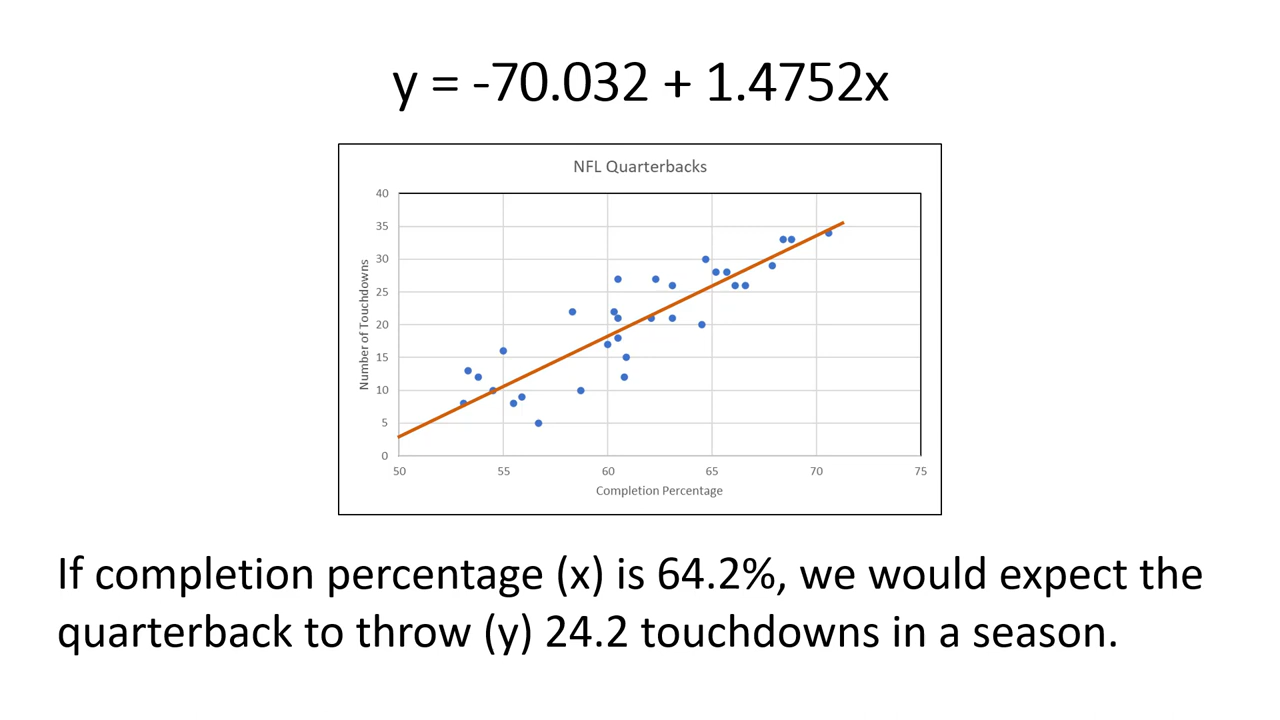 y = -70.032 + 1.4752x
NFL Quarterbacks
40
35
30
25
20
15
10
5
0
Number of Touchdowns
50 55 60 65 70 75
Completion Percentage
If completion percentage (x) is 64.2%, we would expect the
quarterback to throw (y) 24.2 touchdowns in a season.